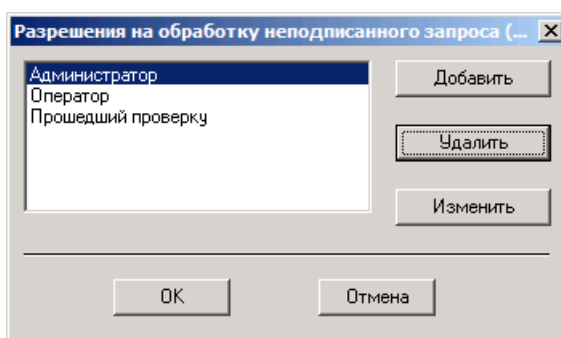 Разрешения на обработку неподписанного запроса (...
Администратор
Оператор
Прошедший проверку
Добавить
Удалить
Изменить
OK
Отмена